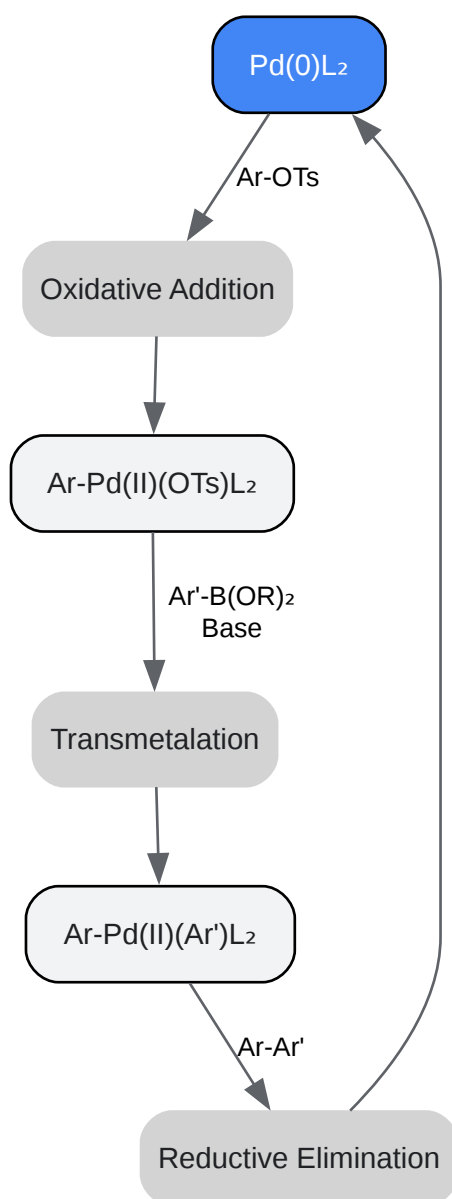 Pd(0)L₂
Ar-OTs
Oxidative Addition
Ar-Pd(II)(OTs)L₂
Ar'-B(OR)₂
Base
Transmetalation
Ar-Pd(II)(Ar')L₂
Ar-Ar'
Reductive Elimination